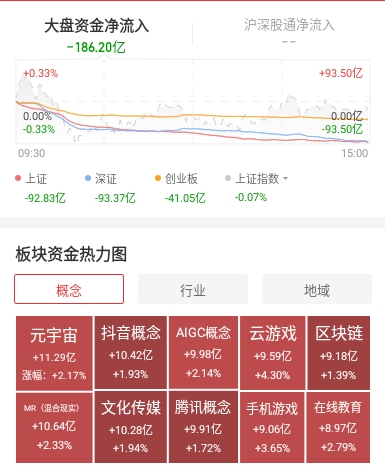 大盘资金净流入 沪深股通净流入
-186.20亿 --
+0.33% +93.50亿
0.00% 0.00亿
-0.33% -93.50亿
09:30 15:00
上证 深证 创业板 上证指数
-92.83亿 -93.37亿 -41.05亿 -0.07%
板块资金热力图
概念 行业 地域
元宇宙 抖音概念 AIGC概念 云游戏 区块链
+11.29亿 +10.42亿 +9.98亿 +9.59亿 +9.18亿
涨幅：+2.17% +1.93% +2.14% +4.30% +1.39%
MR（混合现实） 文化传媒 腾讯概念 手机游戏 在线教育
+10.64亿 +10.28亿 +9.91亿 +9.06亿 +8.97亿
+2.33% +1.94% +1.72% +3.65% +2.79%